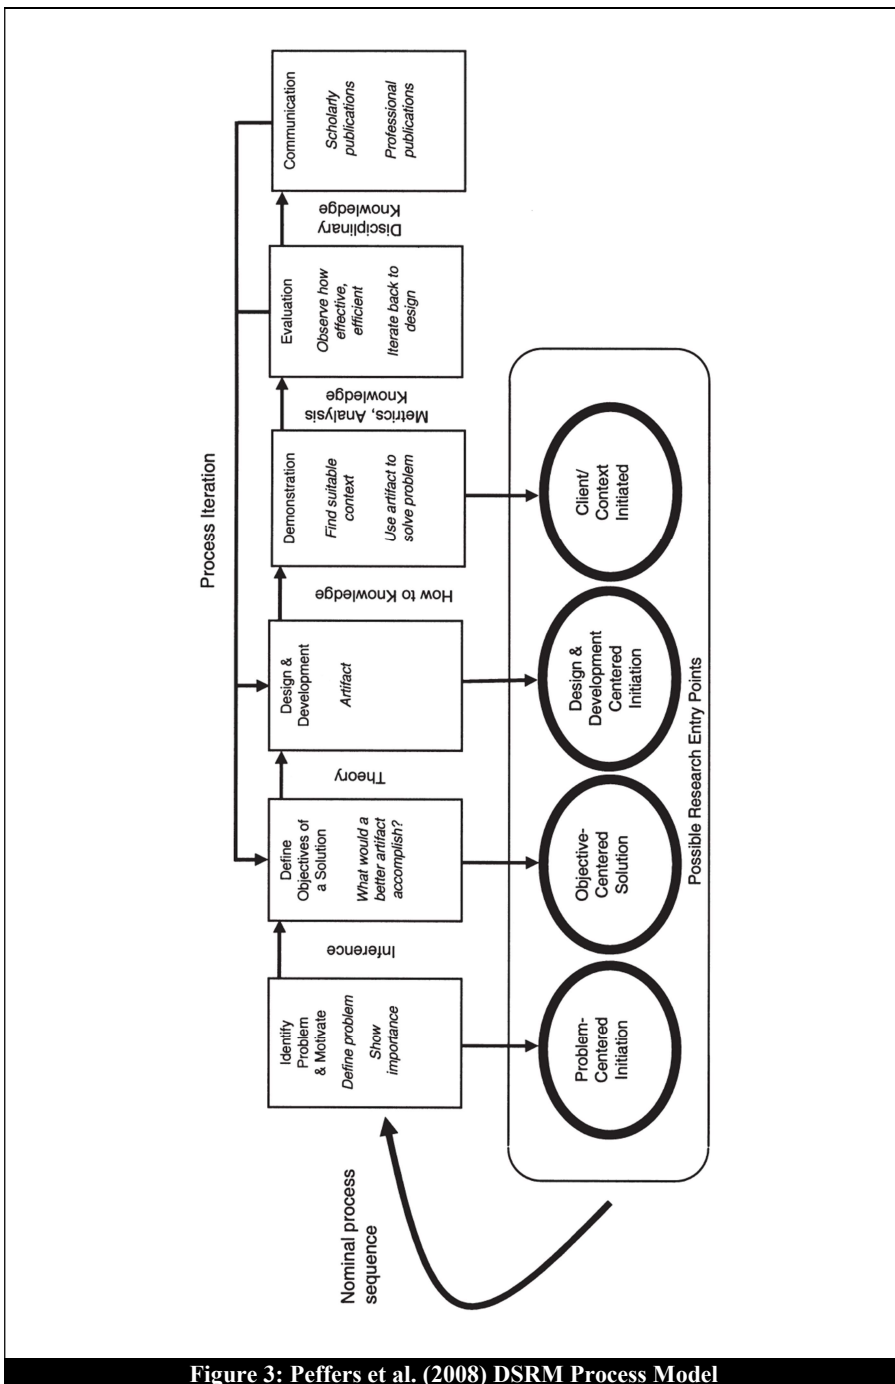 Process Iteration
Nominal process
sequence
Identify
Problem
& Motivate
Define problem
Show
importance
Inference
Define
Objectives of
a Solution
What would a
better artifact
accomplish?
Theory
Design &
Development
Artifact
How to Knowledge
Demonstration
Find suitable
context
Use artifact to
solve problem
Metrics, Analysis
Knowledge
Evaluation
Observe how
effective,
efficient
Iterate back to
design
Disciplinary
Knowledge
Communication
Scholarly
publications
Professional
publications
Problem-
Centered
Initiation
Objective-
Centered
Solution
Design &
Development
Centered
Initiation
Client/
Context
Initiated
Possible Research Entry Points
Figure 3: Peffers et al. (2008) DSRM Process Model